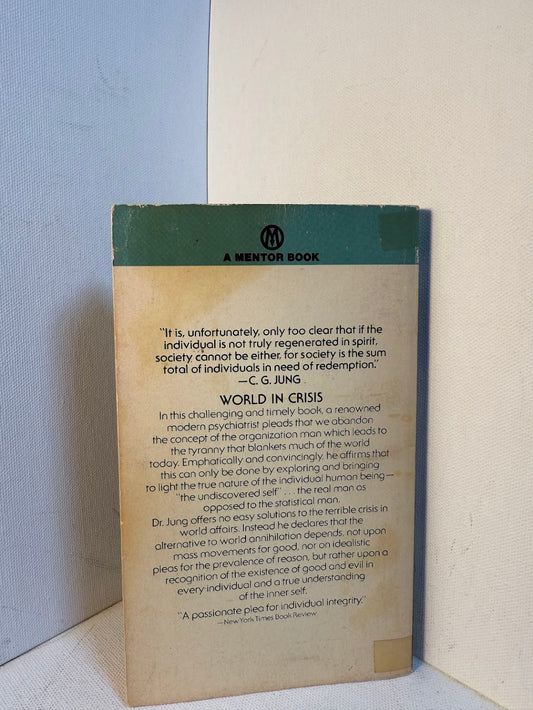 M
A MENTOR BOOK
"It is, unfortunately, only too clear that if the
individual is not truly regenerated in spirit,
society cannot be either, for society is the sum
total of individuals in need of redemption."
—C. G. JUNG
WORLD IN CRISIS
In this challenging and timely book, a renowned
modern psychiatrist pleads that we abandon
the concept of the organization man which leads to
the tyranny that blankets much of the world
today. Emphatically and convincingly, he affirms that
this can only be done by exploring and bringing
to light the true nature of the individual human being—
"the undiscovered self" . . . the real man as
opposed to the statistical man.
Dr. Jung offers no easy solutions to the terrible crisis in
world affairs. Instead he declares that the
alternative to world annihilation depends, not upon
mass movements for good, nor on idealistic
pleas for the prevalence of reason, but rather upon a
recognition of the existence of good and evil in
every individual and a true understanding
of the inner self.
"A passionate plea for individual integrity."
—New York Times Book Review